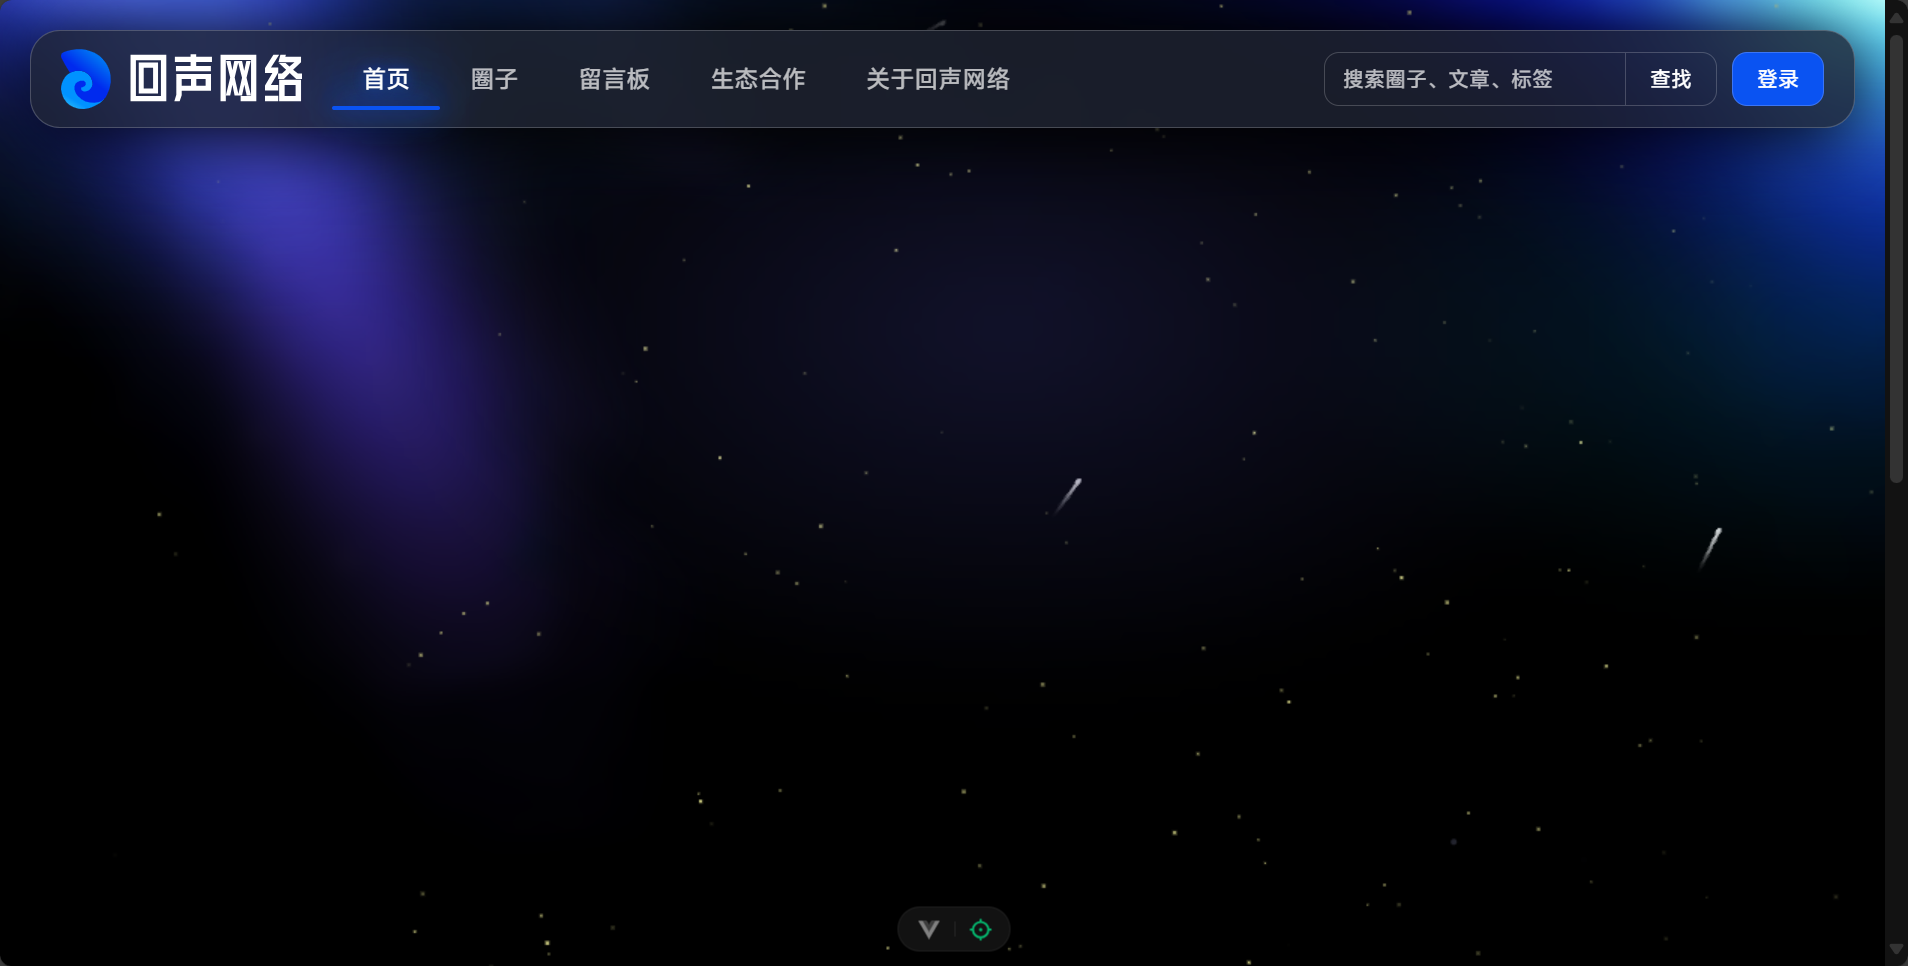 回声网络
首页
圈子
留言板
生态合作
关于回声网络
搜索圈子、文章、标签
查找
登录